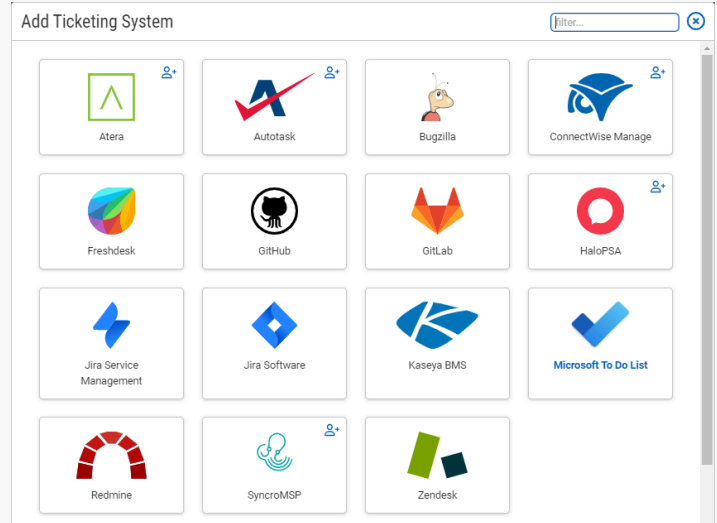 Add Ticketing System
filter...
Atera
Autotask
Bugzilla
ConnectWise Manage
Freshdesk
GitHub
GitLab
HaloPSA
Jira Service
Management
Jira Software
Kaseya BMS
Microsoft To Do List
Redmine
SyncroMSP
Zendesk